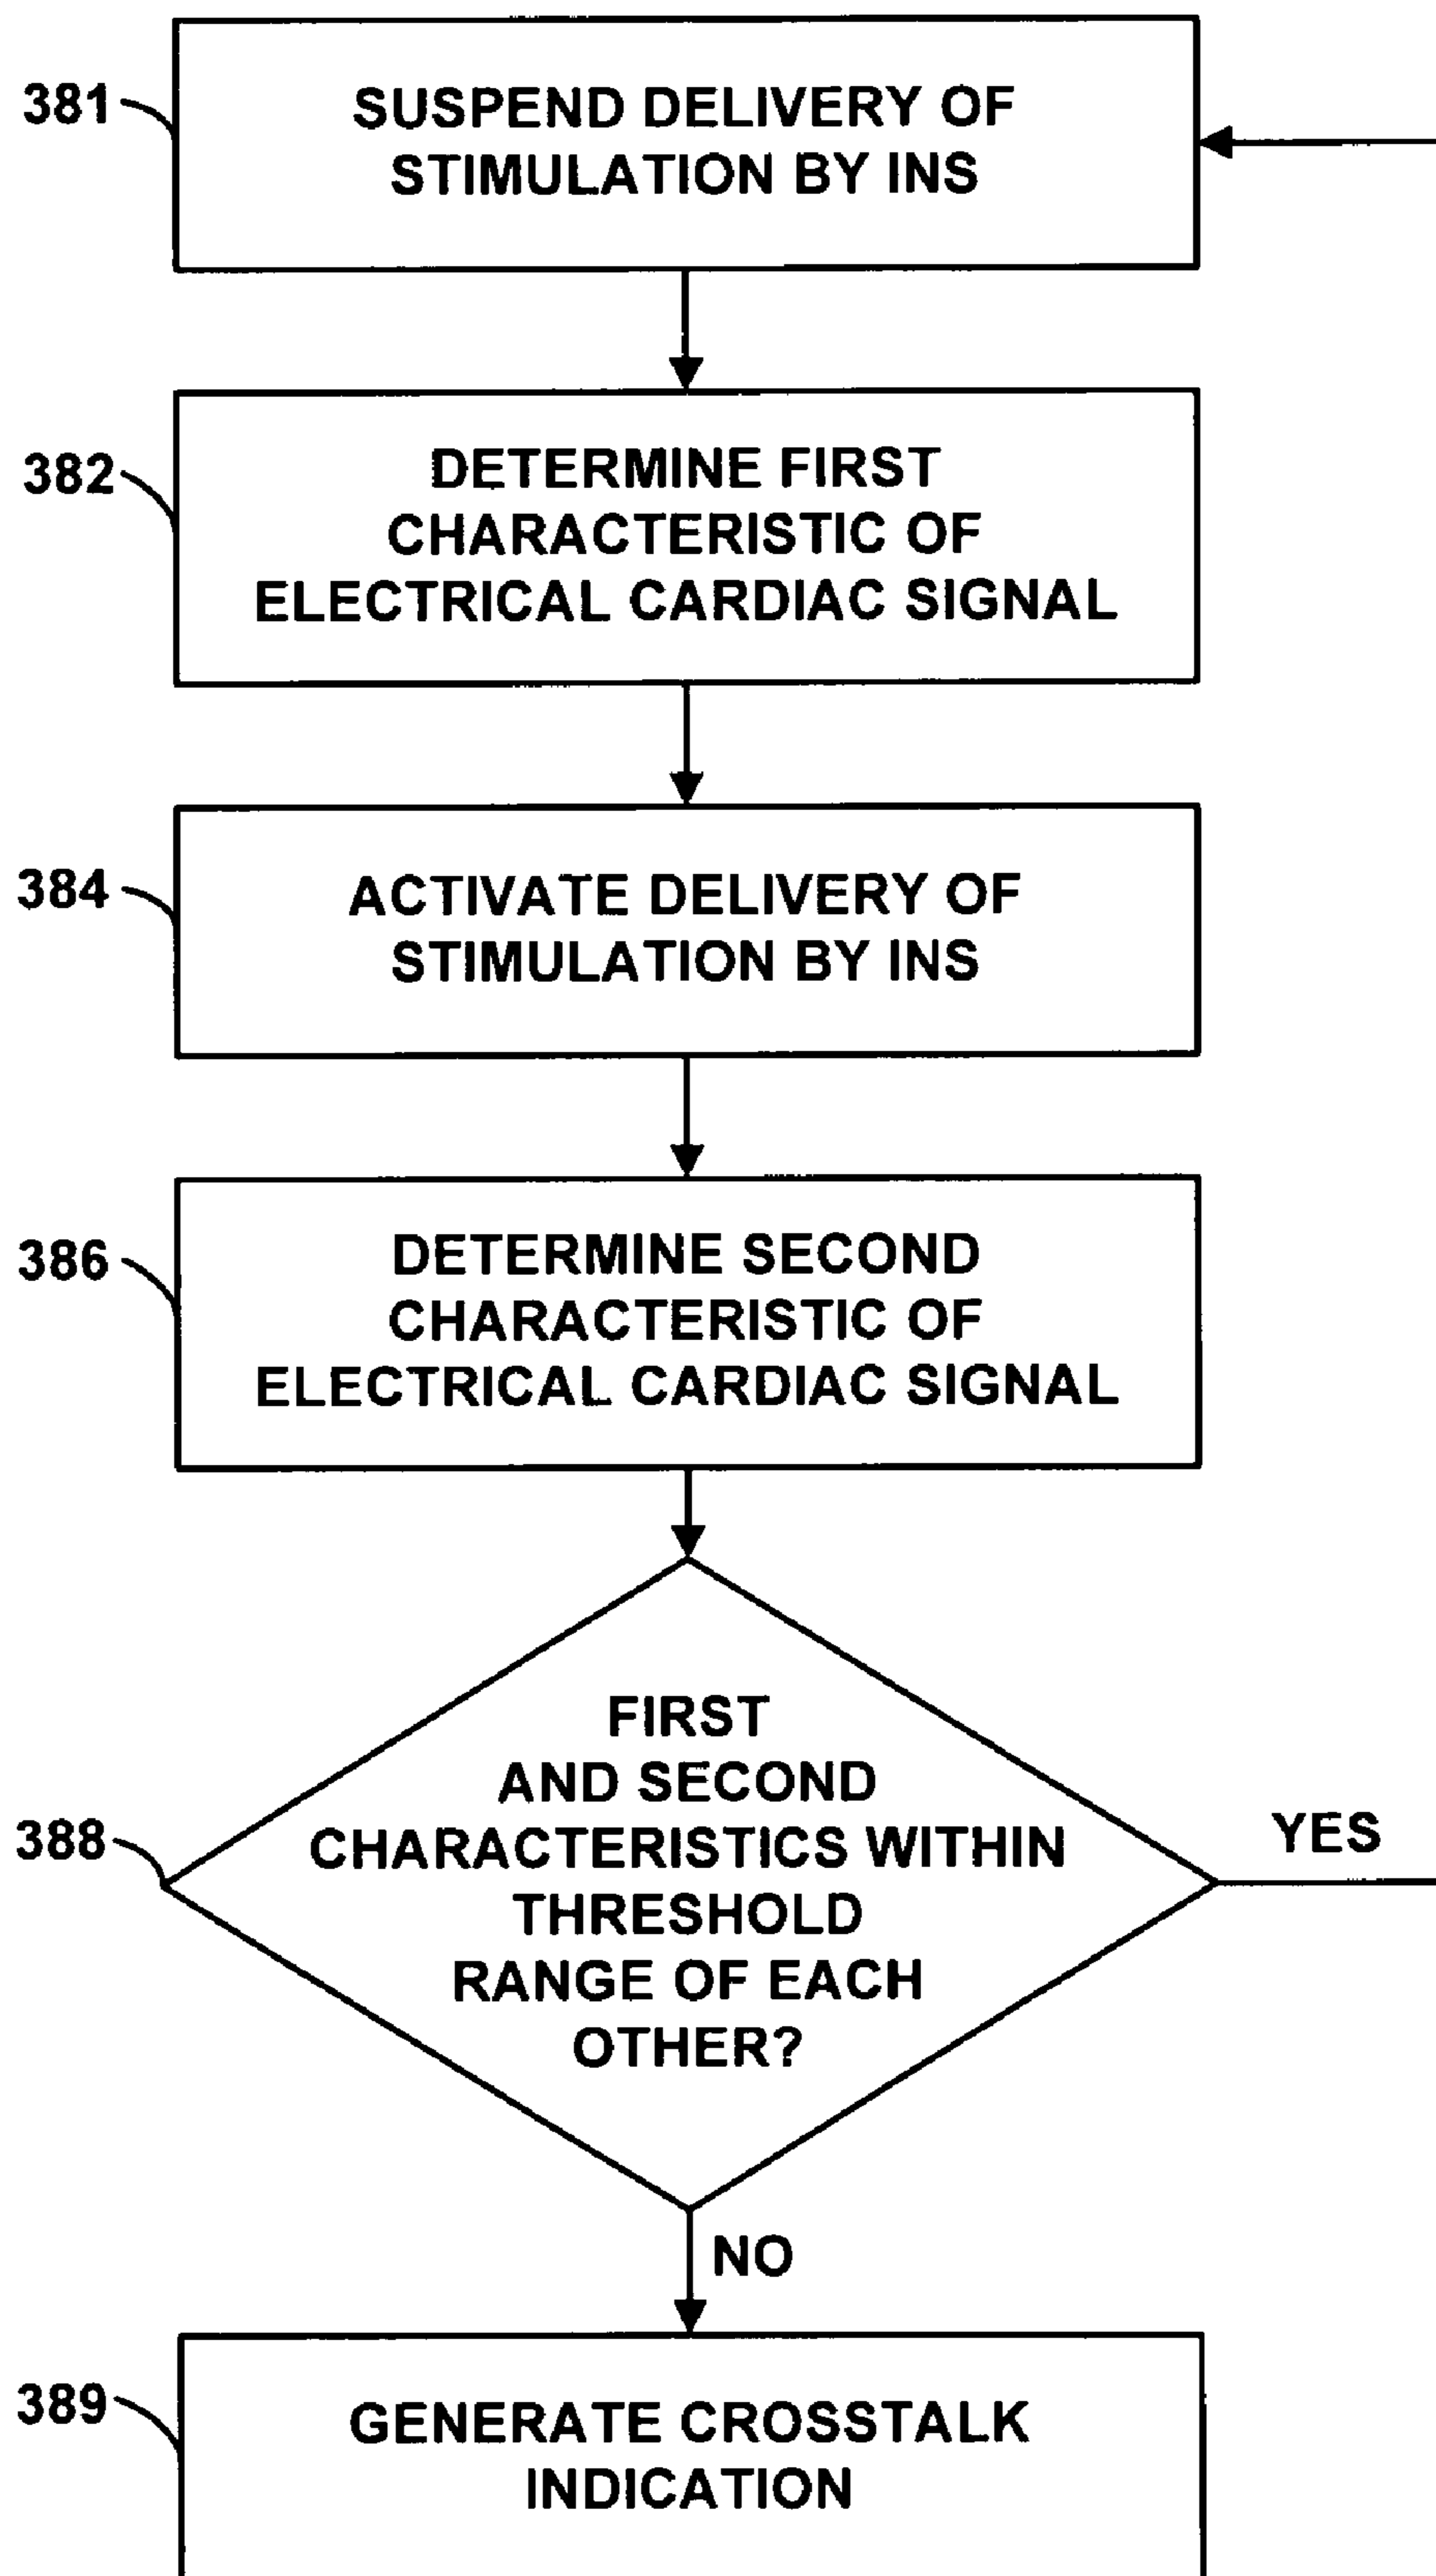 381
SUSPEND DELIVERY OF
STIMULATION BY INS
382
DETERMINE FIRST
CHARACTERISTIC OF
ELECTRICAL CARDIAC SIGNAL
384
ACTIVATE DELIVERY OF
STIMULATION BY INS
386
DETERMINE SECOND
CHARACTERISTIC OF
ELECTRICAL CARDIAC SIGNAL
388
FIRST
AND SECOND
CHARACTERISTICS WITHIN
THRESHOLD
RANGE OF EACH
OTHER?
YES
NO
389
GENERATE CROSSTALK
INDICATION